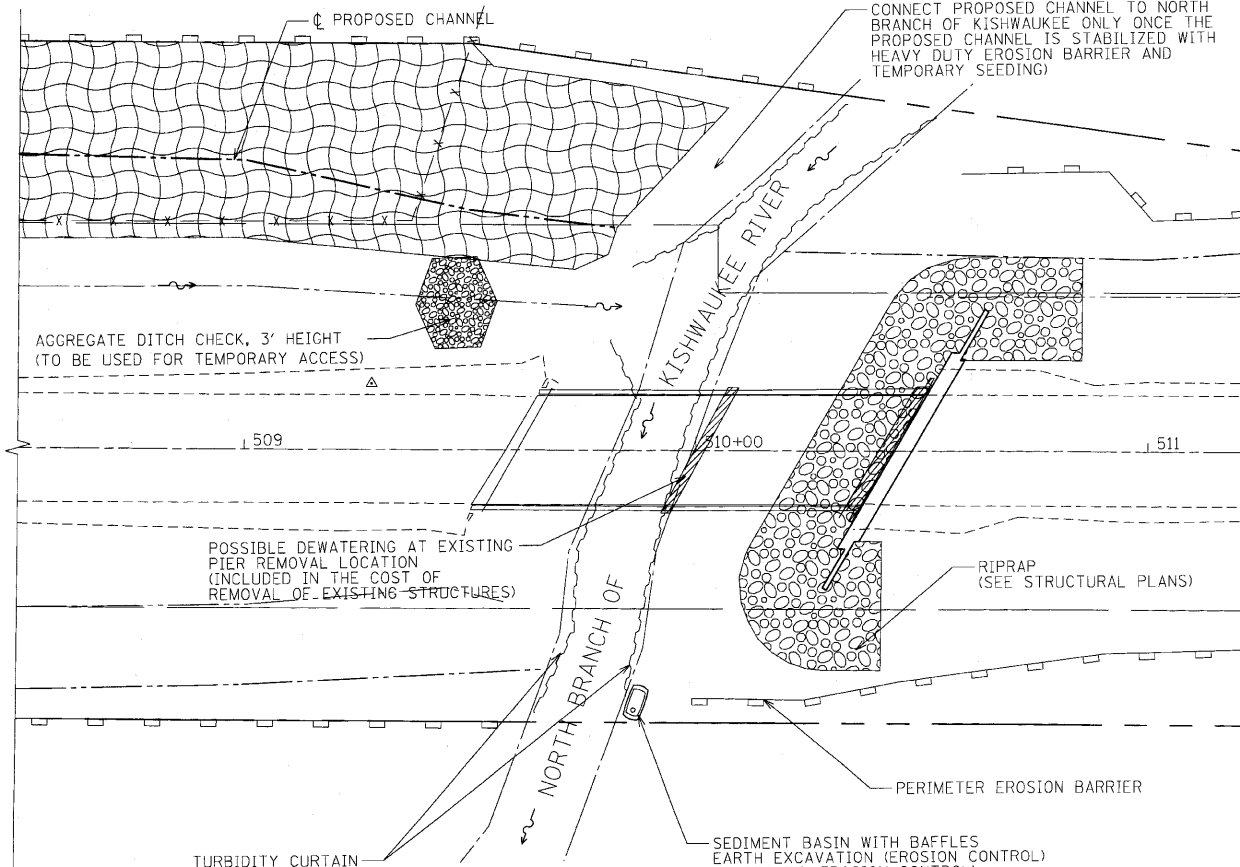 ℄ PROPOSED CHANNEL
CONNECT PROPOSED CHANNEL TO NORTH
BRANCH OF KISHWAUKEE ONLY ONCE THE
PROPOSED CHANNEL IS STABILIZED WITH
HEAVY DUTY EROSION BARRIER AND
TEMPORARY SEEDING)
KISHWAUKEE RIVER
AGGREGATE DITCH CHECK, 3' HEIGHT
(TO BE USED FOR TEMPORARY ACCESS)
509
510+00
511
POSSIBLE DEWATERING AT EXISTING
PIER REMOVAL LOCATION
(INCLUDED IN THE COST OF
REMOVAL OF EXISTING STRUCTURES)
RIPRAP
(SEE STRUCTURAL PLANS)
NORTH BRANCH OF
PERIMETER EROSION BARRIER
TURBIDITY CURTAIN
SEDIMENT BASIN WITH BAFFLES
EARTH EXCAVATION (EROSION CONTROL)